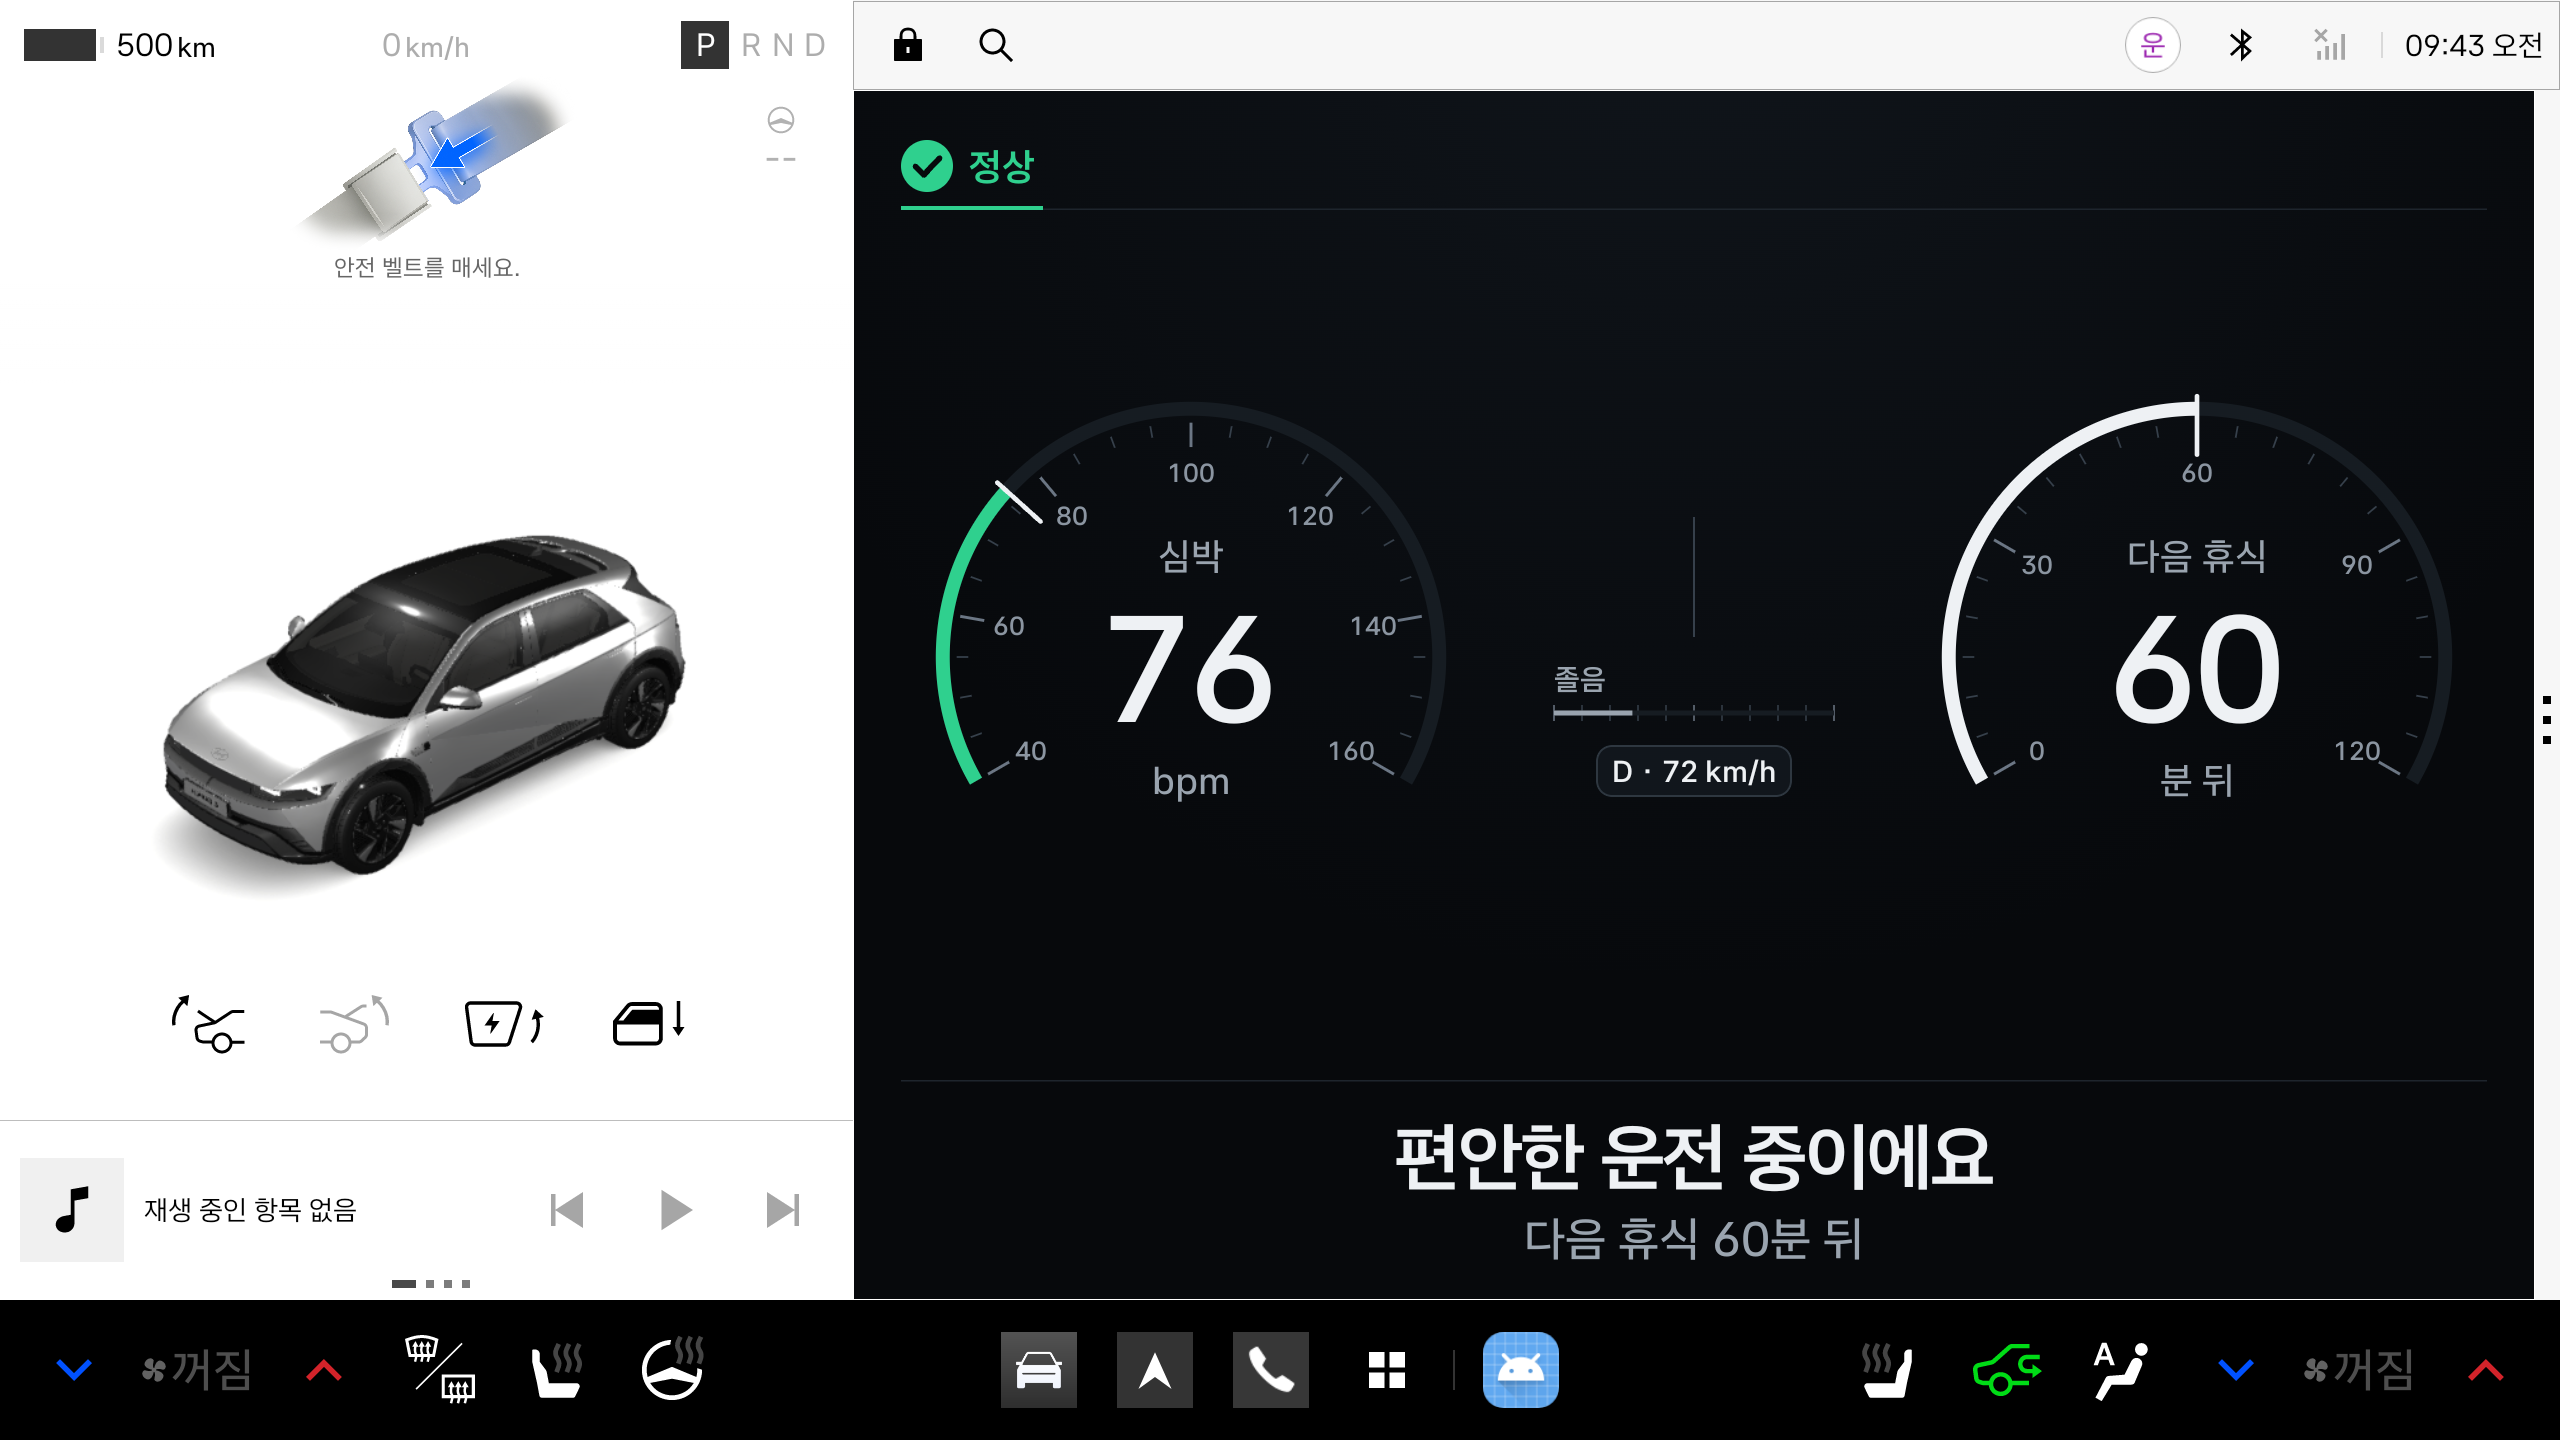 500 km
0 km/h
P R N D
운
09:43 오전
안전 벨트를 매세요.
정상
심박
76
bpm
40
60
80
100
120
140
160
졸음
D · 72 km/h
다음 휴식
60
분 뒤
0
30
60
90
120
편안한 운전 중이에요
다음 휴식 60분 뒤
재생 중인 항목 없음
꺼짐
A
꺼짐